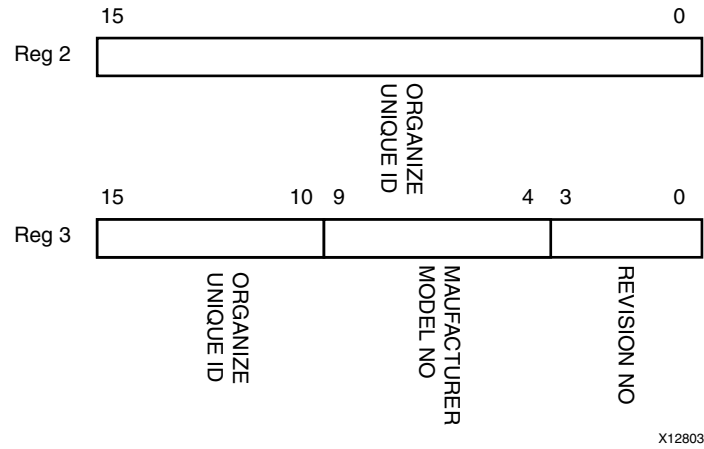 15 0
Reg 2
ORGANIZE
UNIQUE ID
15 10 9 4 3 0
Reg 3
ORGANIZE
UNIQUE ID
MAUFACTURER
MODEL NO
REVISION NO
X12803